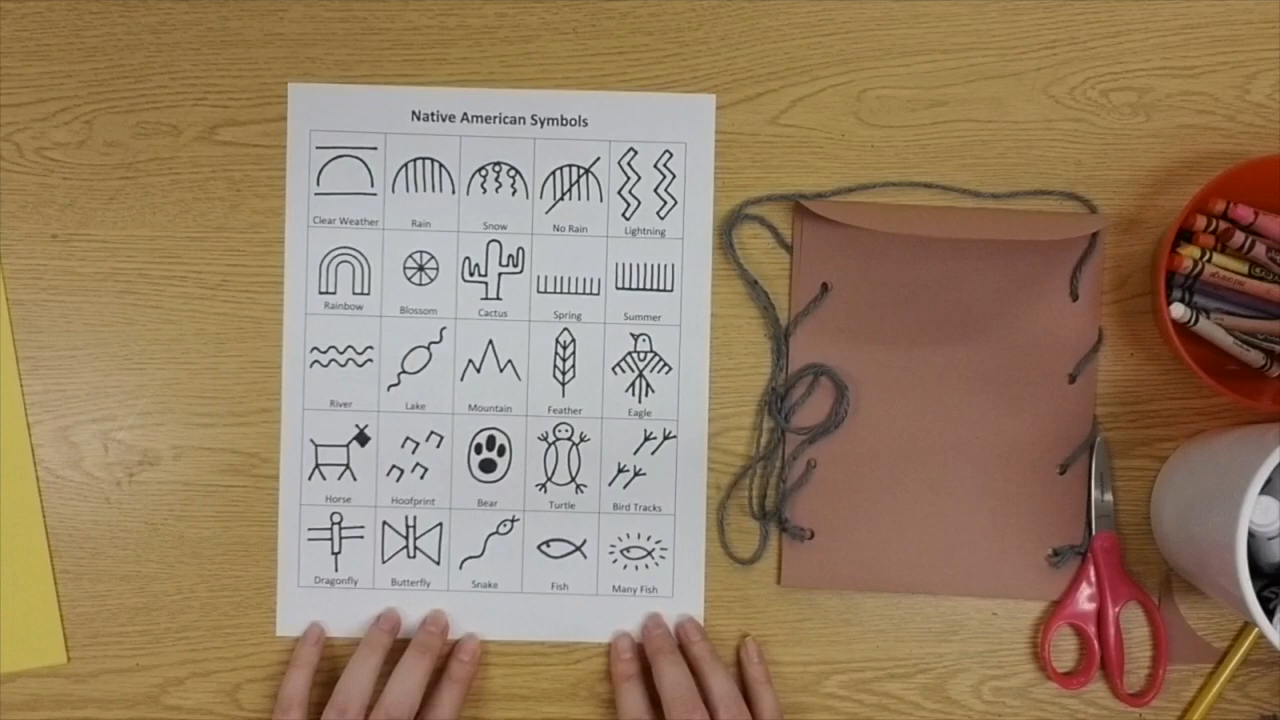 Native American Symbols
Clear Weather Rain Snow No Rain Lightning
Rainbow Blossom Cactus Spring Summer
River Lake Mountain Feather Eagle
Horse Hoofprint Bear Turtle Bird Tracks
Dragonfly Butterfly Snake Fish Many Fish